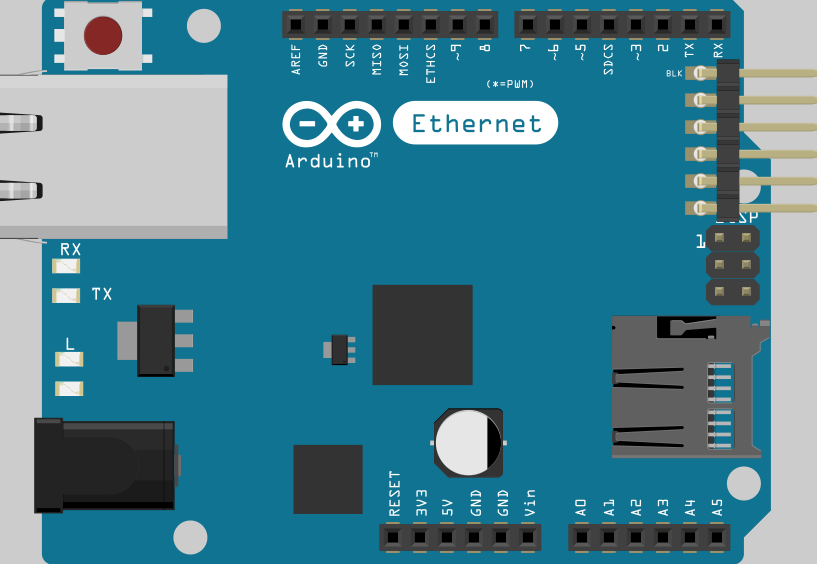 AREF GND SCK MISO MOSI ETHCS ~9 8 7 ~6 ~5 SDCS ~3 2 TX RX
BLK
(*=PWM)
Ethernet
Arduino™
RX
TX
1
L
RESET 3V3 5V GND GND Vin A0 A1 A2 A3 A4 A5